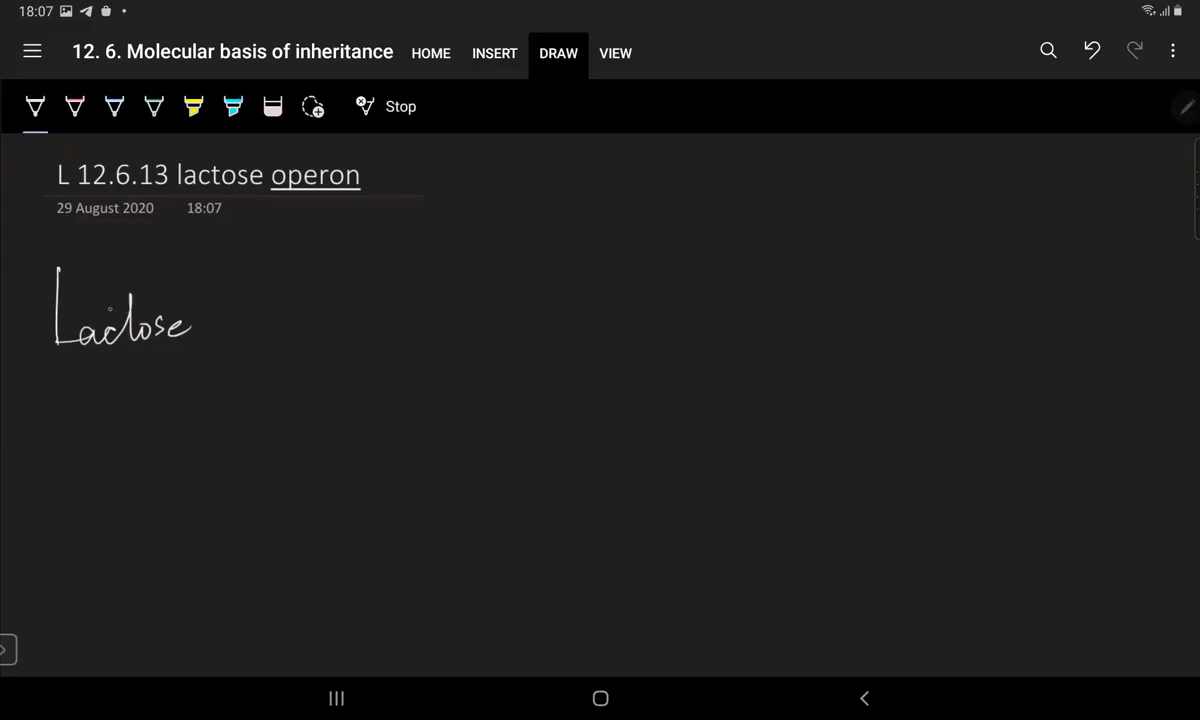 18:07
12. 6. Molecular basis of inheritance HOME INSERT DRAW VIEW
Stop
L 12.6.13 lactose operon
29 August 2020 18:07
Lactose